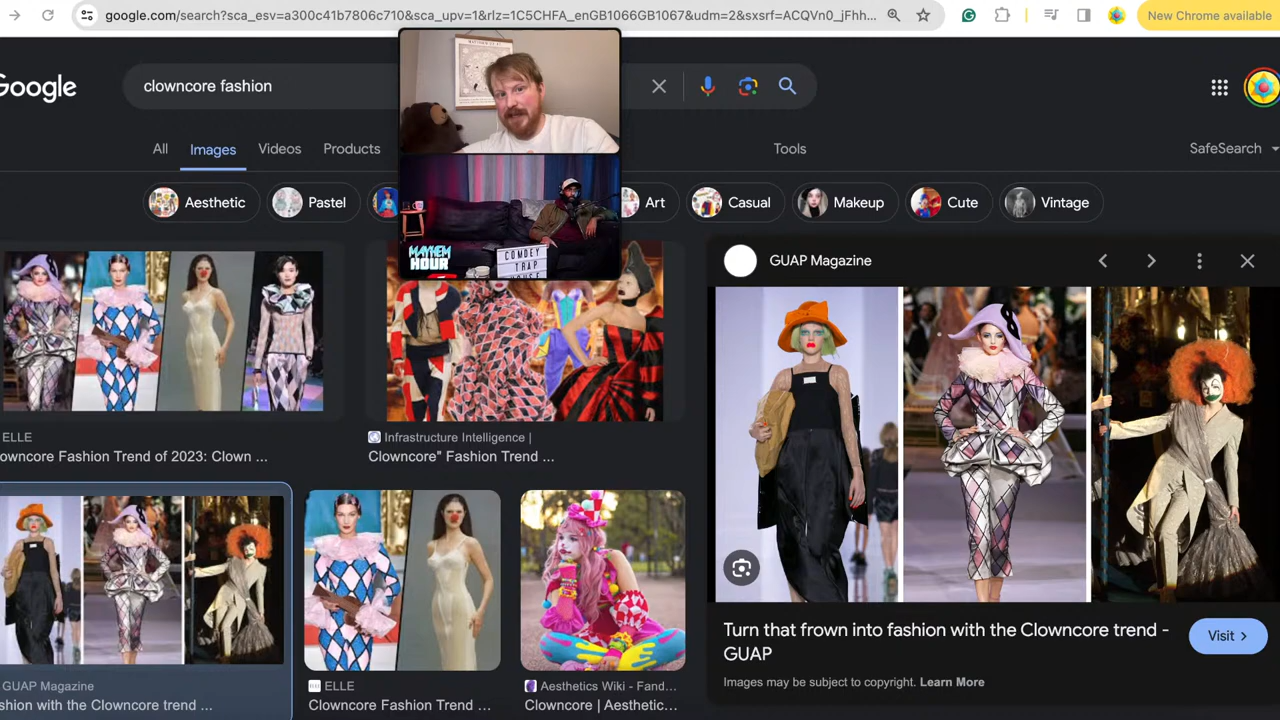 google.com/search?sca_esv=a300c41b7806c710&sca_upv=1&rlz=1C5CHFA_enGB1066GB1067&udm=2&sxsrf=ACQVn0_jFhh...
New Chrome available
oogle
clowncore fashion
All
Images
Videos
Products
Tools
SafeSearch
Aesthetic
Pastel
Art
Casual
Makeup
Cute
Vintage
MAYHEM
HOUR
COMDEY
TRAP
HOUSE
GUAP Magazine
ELLE
owncore Fashion Trend of 2023: Clown ...
Infrastructure Intelligence |
Clowncore" Fashion Trend ...
Turn that frown into fashion with the Clowncore trend -
GUAP
Visit
Images may be subject to copyright. Learn More
GUAP Magazine
shion with the Clowncore trend ...
ELLE
Clowncore Fashion Trend ...
Aesthetics Wiki - Fand...
Clowncore | Aesthetic...